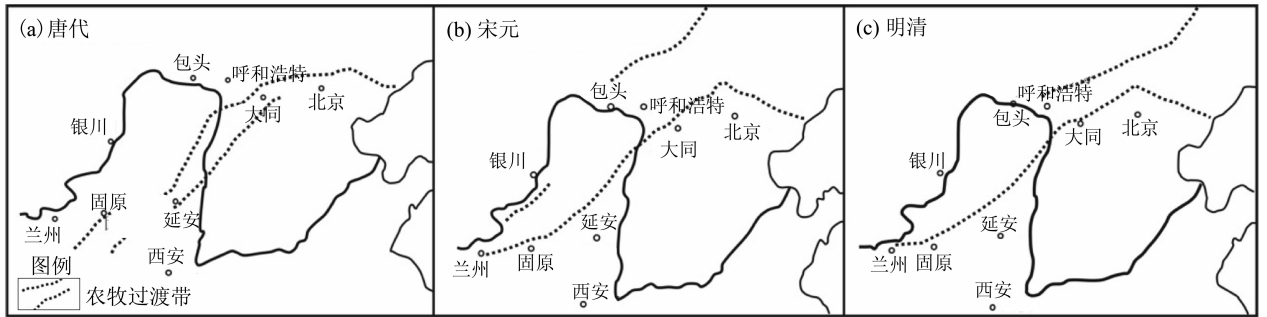 (a) 唐代
包头
呼和浩特
大同
北京
银川
固原
兰州
延安
西安
图例
农牧过渡带
(b) 宋元
包头
呼和浩特
大同
北京
银川
延安
兰州
固原
西安
(c) 明清
呼和浩特
包头
大同
北京
银川
延安
兰州
固原
西安